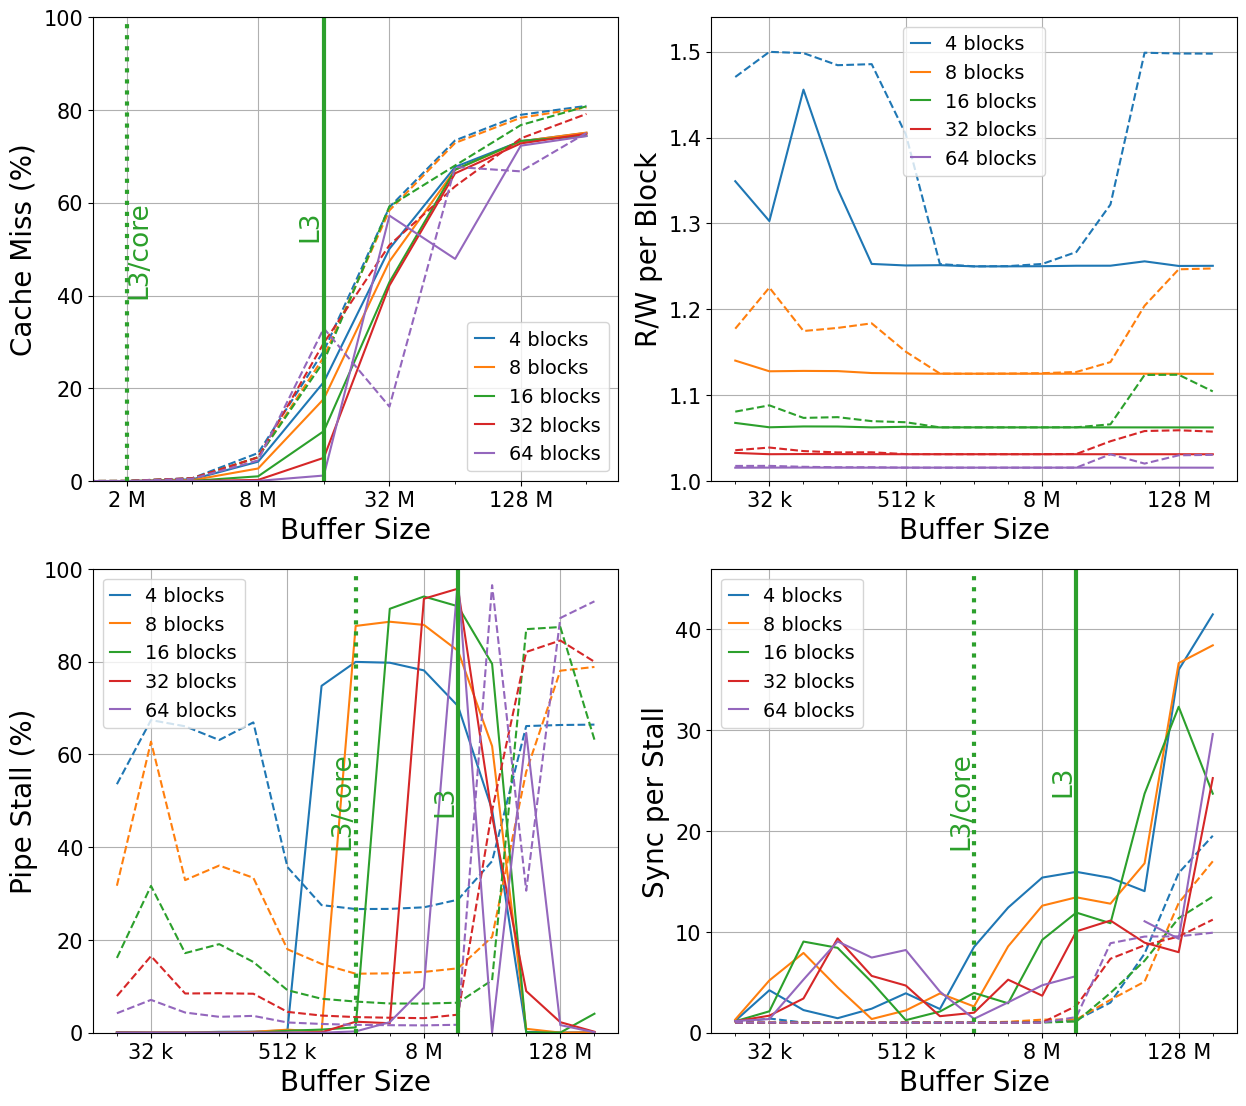 Cache Miss (%)
100
80
60
40
20
0
L3/core
L3
4 blocks
8 blocks
16 blocks
32 blocks
64 blocks
2 M
8 M
32 M
128 M
Buffer Size
R/W per Block
1.5
1.4
1.3
1.2
1.1
1.0
4 blocks
8 blocks
16 blocks
32 blocks
64 blocks
32 k
512 k
8 M
128 M
Buffer Size
Pipe Stall (%)
100
80
60
40
20
0
4 blocks
8 blocks
16 blocks
32 blocks
64 blocks
L3/core
L3
32 k
512 k
8 M
128 M
Buffer Size
Sync per Stall
40
30
20
10
0
4 blocks
8 blocks
16 blocks
32 blocks
64 blocks
L3/core
L3
32 k
512 k
8 M
128 M
Buffer Size